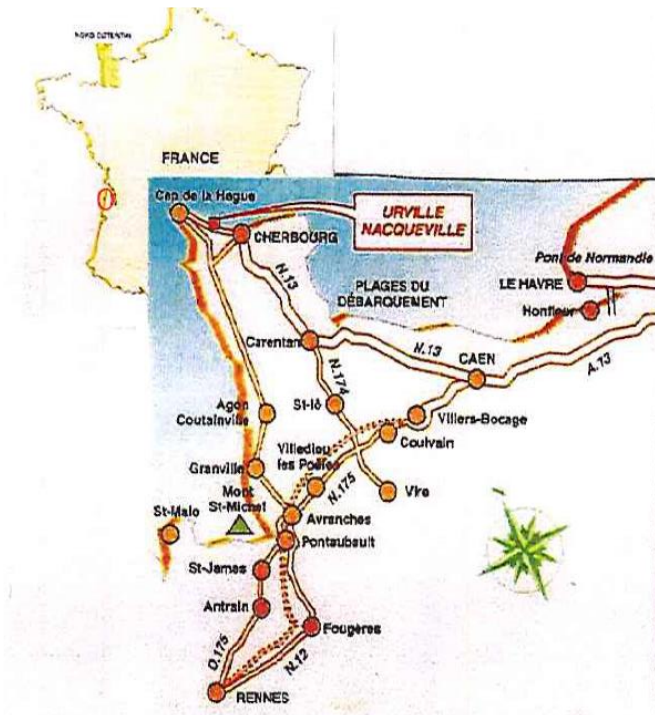 NORD COTENTIN
FRANCE
Cap de la Hague
URVILLE
NACQUEVILLE
CHERBOURG
Pont de Normandie
PLAGES DU
DÉBARQUEMENT
LE HAVRE
Honfleur
N.13
Carentan
N.13
CAEN
A.13
N.174
Agon
Coutainville
St-lô
Villers-Bocage
Coulvain
Villedieu
les Poêles
Granville
N.175
Vire
Mont
St-Michel
St-Malo
Avranches
Pontaubault
St-James
Antrain
Fougères
D.175
N.12
RENNES